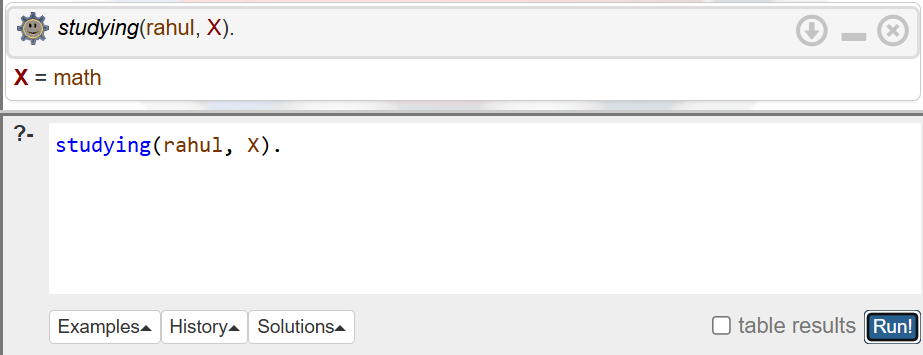 studying(rahul, X).
X = math
?-
studying(rahul, X).
Examples History Solutions table results Run!